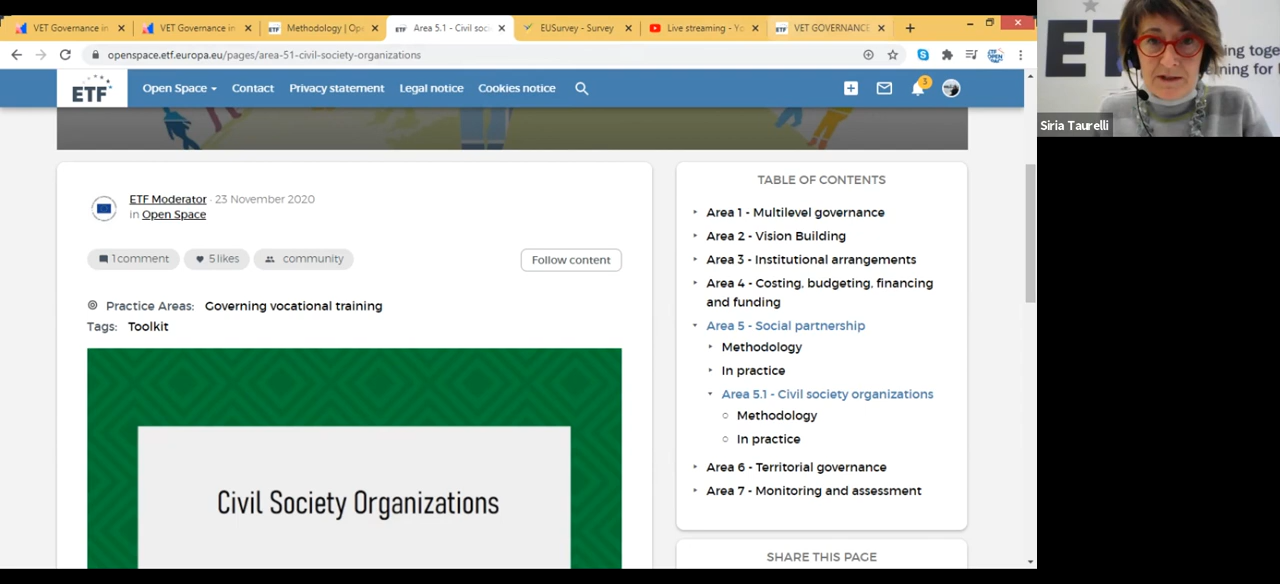 VET Governance in
VET Governance in
Methodology | Op
Area 5.1 - Civil soc
EUSurvey - Survey
Live streaming - Yo
VET GOVERNANCE
openspace.etf.europa.eu/pages/area-51-civil-society-organizations
ETF
Open Space
Contact
Privacy statement
Legal notice
Cookies notice
3
ETF Moderator · 23 November 2020
in Open Space
1 comment
5 likes
community
Follow content
Practice Areas: Governing vocational training
Tags: Toolkit
Civil Society Organizations
TABLE OF CONTENTS
Area 1 - Multilevel governance
Area 2 - Vision Building
Area 3 - Institutional arrangements
Area 4 - Costing, budgeting, financing
and funding
Area 5 - Social partnership
Methodology
In practice
Area 5.1 - Civil society organizations
Methodology
In practice
Area 6 - Territorial governance
Area 7 - Monitoring and assessment
SHARE THIS PAGE
Siria Taurelli